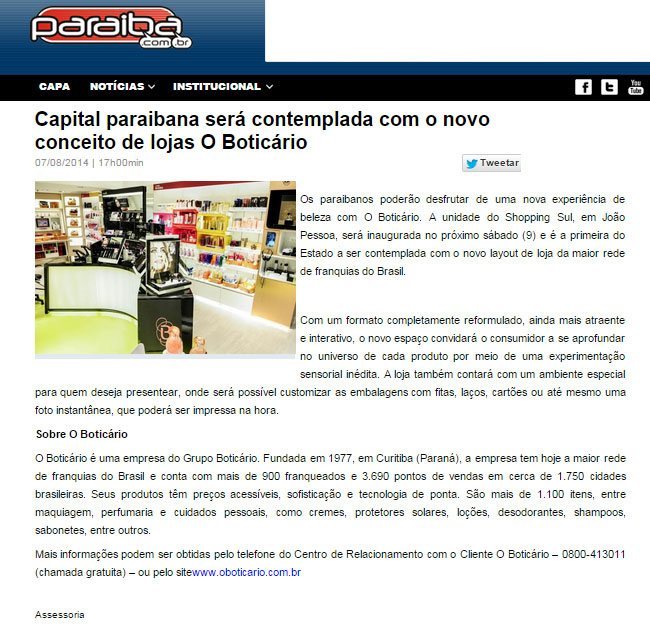 paraiba
.com.br
CAPA NOTÍCIAS INSTITUCIONAL
You
Tube
Capital paraibana será contemplada com o novo
conceito de lojas O Boticário
07/08/2014 | 17h00min
Tweetar
Os paraibanos poderão desfrutar de uma nova experiência de
beleza com O Boticário. A unidade do Shopping Sul, em João
Pessoa, será inaugurada no próximo sábado (9) e é a primeira do
Estado a ser contemplada com o novo layout de loja da maior rede
de franquias do Brasil.
Com um formato completamente reformulado, ainda mais atraente
e interativo, o novo espaço convidará o consumidor a se aprofundar
no universo de cada produto por meio de uma experimentação
sensorial inédita. A loja também contará com um ambiente especial
para quem deseja presentear, onde será possível customizar as embalagens com fitas, laços, cartões ou até mesmo uma
foto instantânea, que poderá ser impressa na hora.
Sobre O Boticário
O Boticário é uma empresa do Grupo Boticário. Fundada em 1977, em Curitiba (Paraná), a empresa tem hoje a maior rede
de franquias do Brasil e conta com mais de 900 franqueados e 3.690 pontos de vendas em cerca de 1.750 cidades
brasileiras. Seus produtos têm preços acessíveis, sofisticação e tecnologia de ponta. São mais de 1.100 itens, entre
maquiagem, perfumaria e cuidados pessoais, como cremes, protetores solares, loções, desodorantes, shampoos,
sabonetes, entre outros.
Mais informações podem ser obtidas pelo telefone do Centro de Relacionamento com o Cliente O Boticário – 0800-413011
(chamada gratuita) – ou pelo sitewww.oboticario.com.br
Assessoria